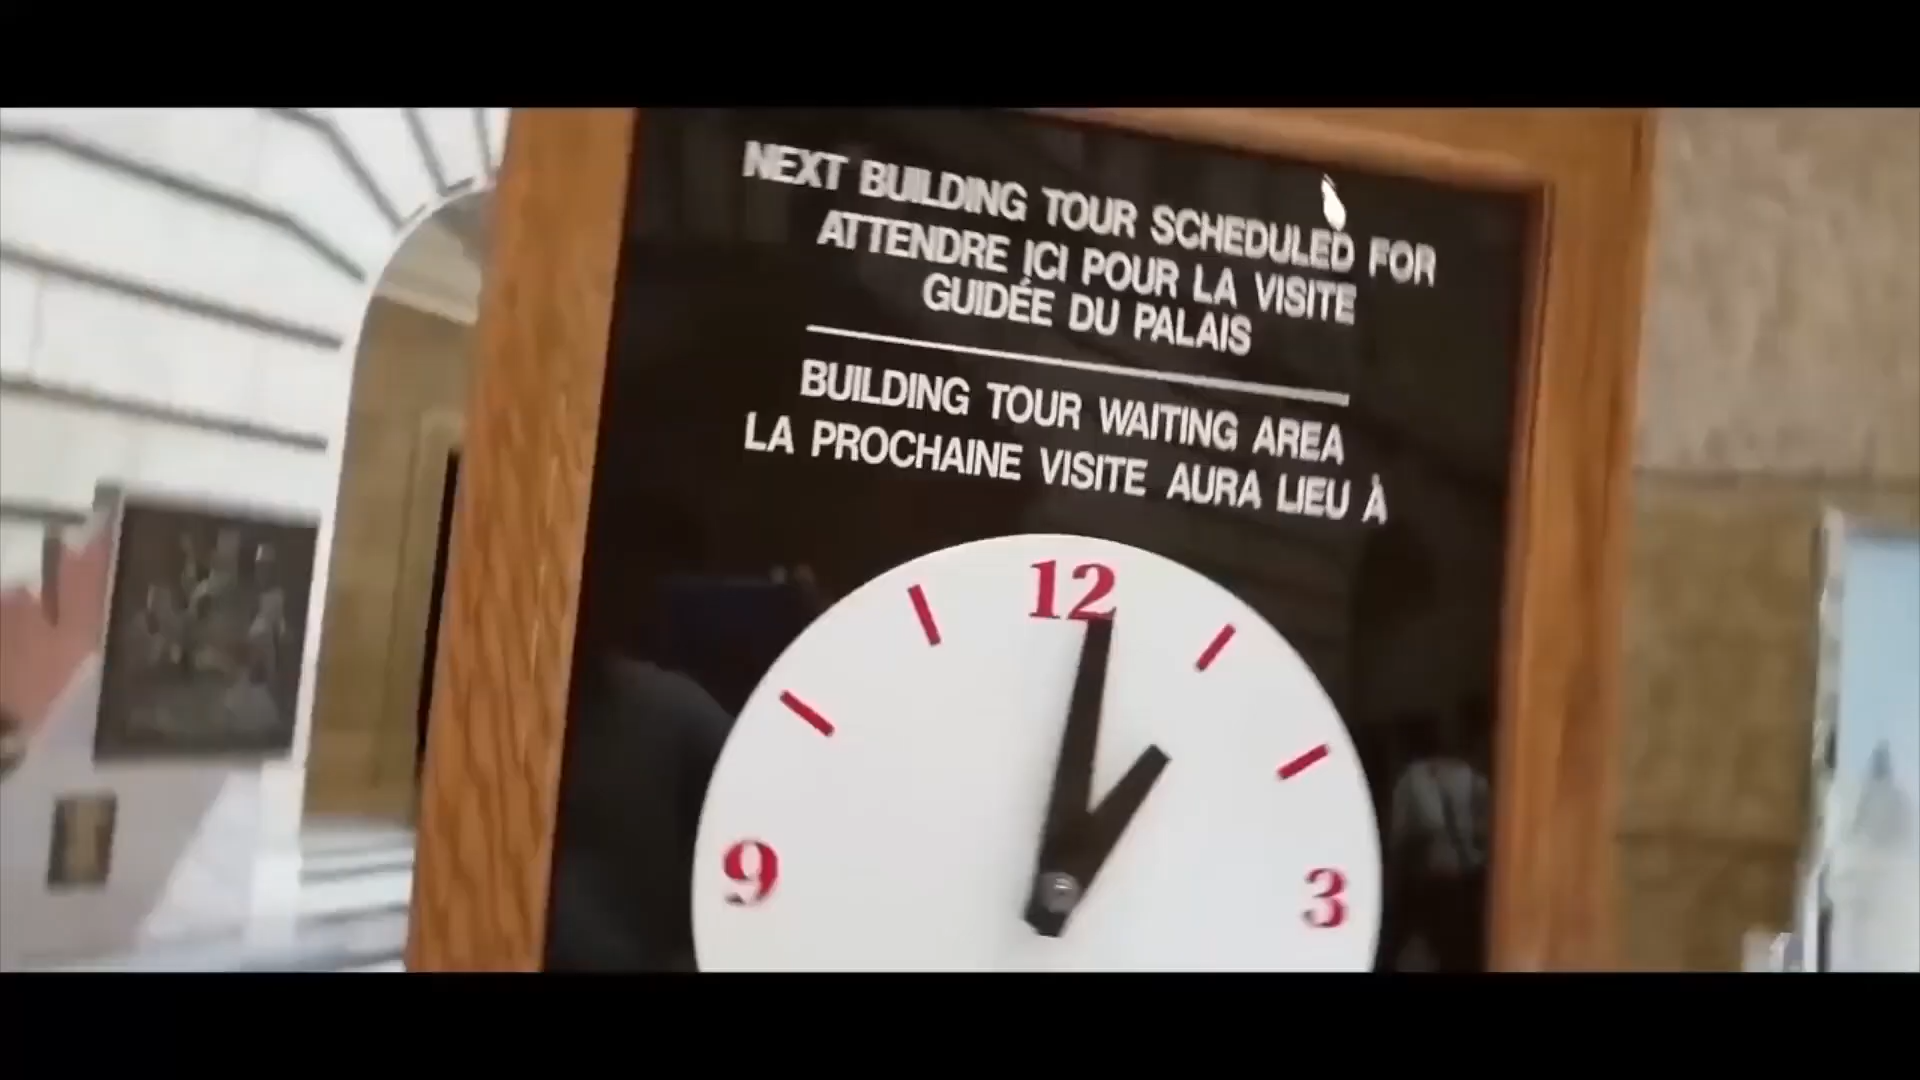 NEXT BUILDING TOUR SCHEDULED FOR
ATTENDRE ICI POUR LA VISITE
GUIDÉE DU PALAIS
BUILDING TOUR WAITING AREA
LA PROCHAINE VISITE AURA LIEU À
12
9
3